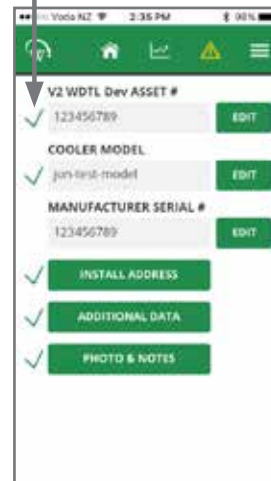 Voda NZ 2:35 PM 98%
V2 WDTL Dev ASSET #
123456789 EDIT
COOLER MODEL
jun-test-model EDIT
MANUFACTURER SERIAL #
123456789 EDIT
INSTALL ADDRESS
ADDITIONAL DATA
PHOTO & NOTES